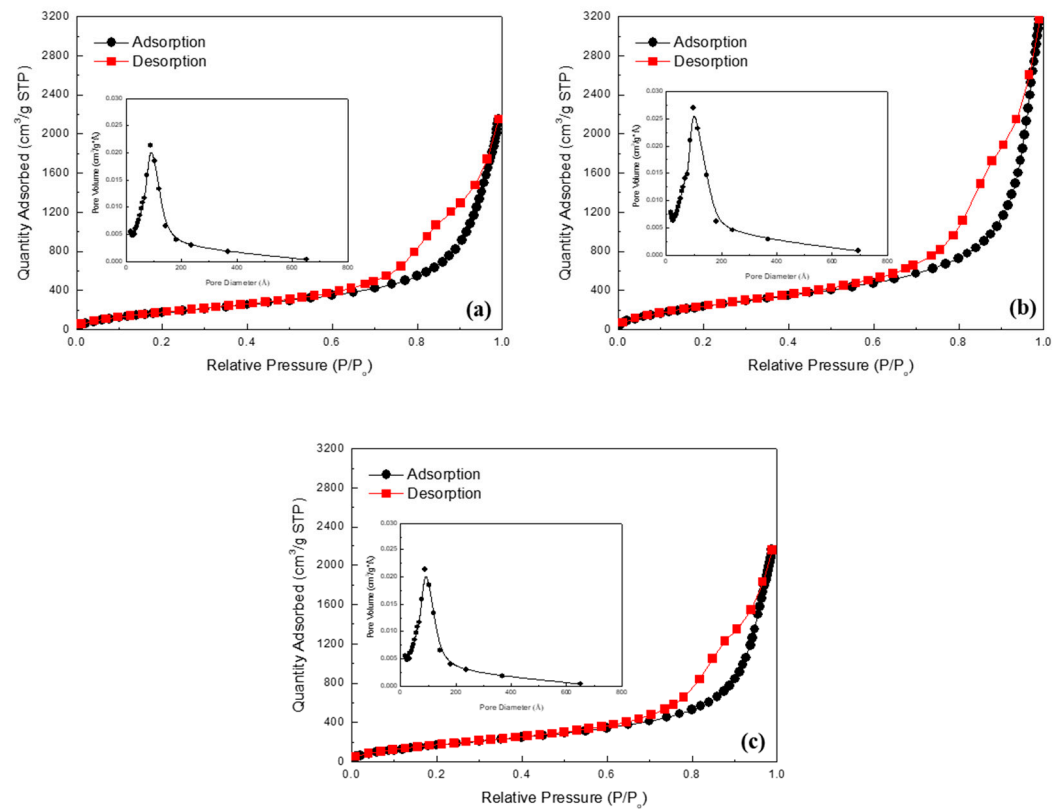 3200
2800
2400
2000
1600
1200
800
400
0
Quantity Adsorbed (cm³/g STP)
Adsorption
Desorption
0.030
0.025
0.020
0.015
0.010
0.005
0.000
Pore Volume (cm³/g*Å)
0 200 400 600 800
Pore Diameter (Å)
(a)
0.0 0.2 0.4 0.6 0.8 1.0
Relative Pressure (P/Pₒ)
3200
2800
2400
2000
1600
1200
800
400
0
Quantity Adsorbed (cm³/g STP)
Adsorption
Desorption
0.030
0.025
0.020
0.015
0.010
0.005
0.000
Pore Volume (cm³/g*Å)
0 200 400 600 800
Pore Diameter (Å)
(b)
0.0 0.2 0.4 0.6 0.8 1.0
Relative Pressure (P/Pₒ)
3200
2800
2400
2000
1600
1200
800
400
0
Quantity Adsorbed (cm³/g STP)
Adsorption
Desorption
0.030
0.025
0.020
0.015
0.010
0.005
0.000
Pore Volume (cm³/g*Å)
0 200 400 600 800
Pore Diameter (Å)
(c)
0.0 0.2 0.4 0.6 0.8 1.0
Relative Pressure (P/Pₒ)